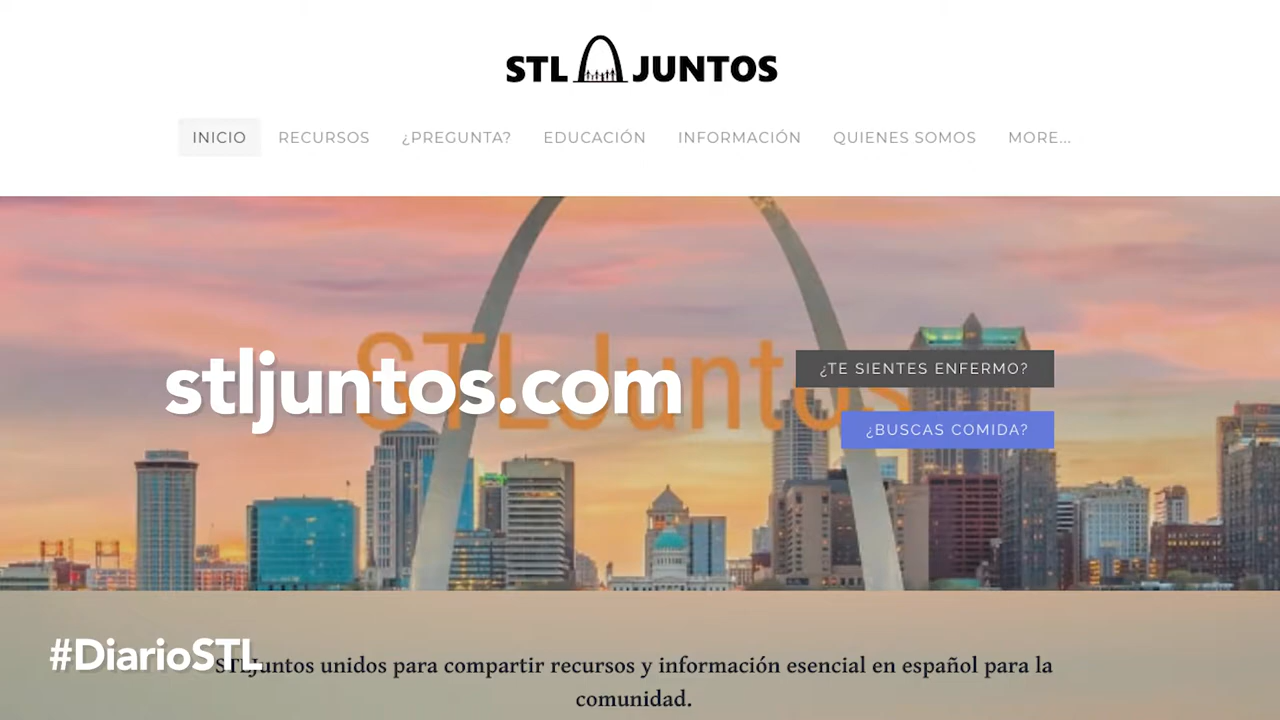 STL JUNTOS
INICIO RECURSOS ¿PREGUNTA? EDUCACIÓN INFORMACIÓN QUIENES SOMOS MORE...
STLJuntos
stljuntos.com
¿TE SIENTES ENFERMO?
¿BUSCAS COMIDA?
#DiarioSTL
STLJuntos unidos para compartir recursos y información esencial en español para la
comunidad.